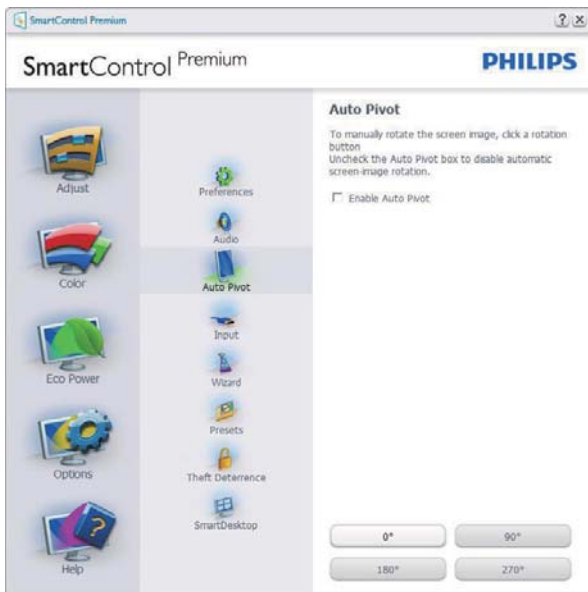 SmartControl Premium
? ×
SmartControl Premium
PHILIPS
Adjust
Color
Eco Power
Options
Help
Preferences
Audio
Auto Pivot
Input
Wizard
Presets
Theft Deterrence
SmartDesktop
Auto Pivot
To manually rotate the screen image, click a rotation
button
Uncheck the Auto Pivot box to disable automatic
screen-image rotation.
Enable Auto Pivot
0°
90°
180°
270°